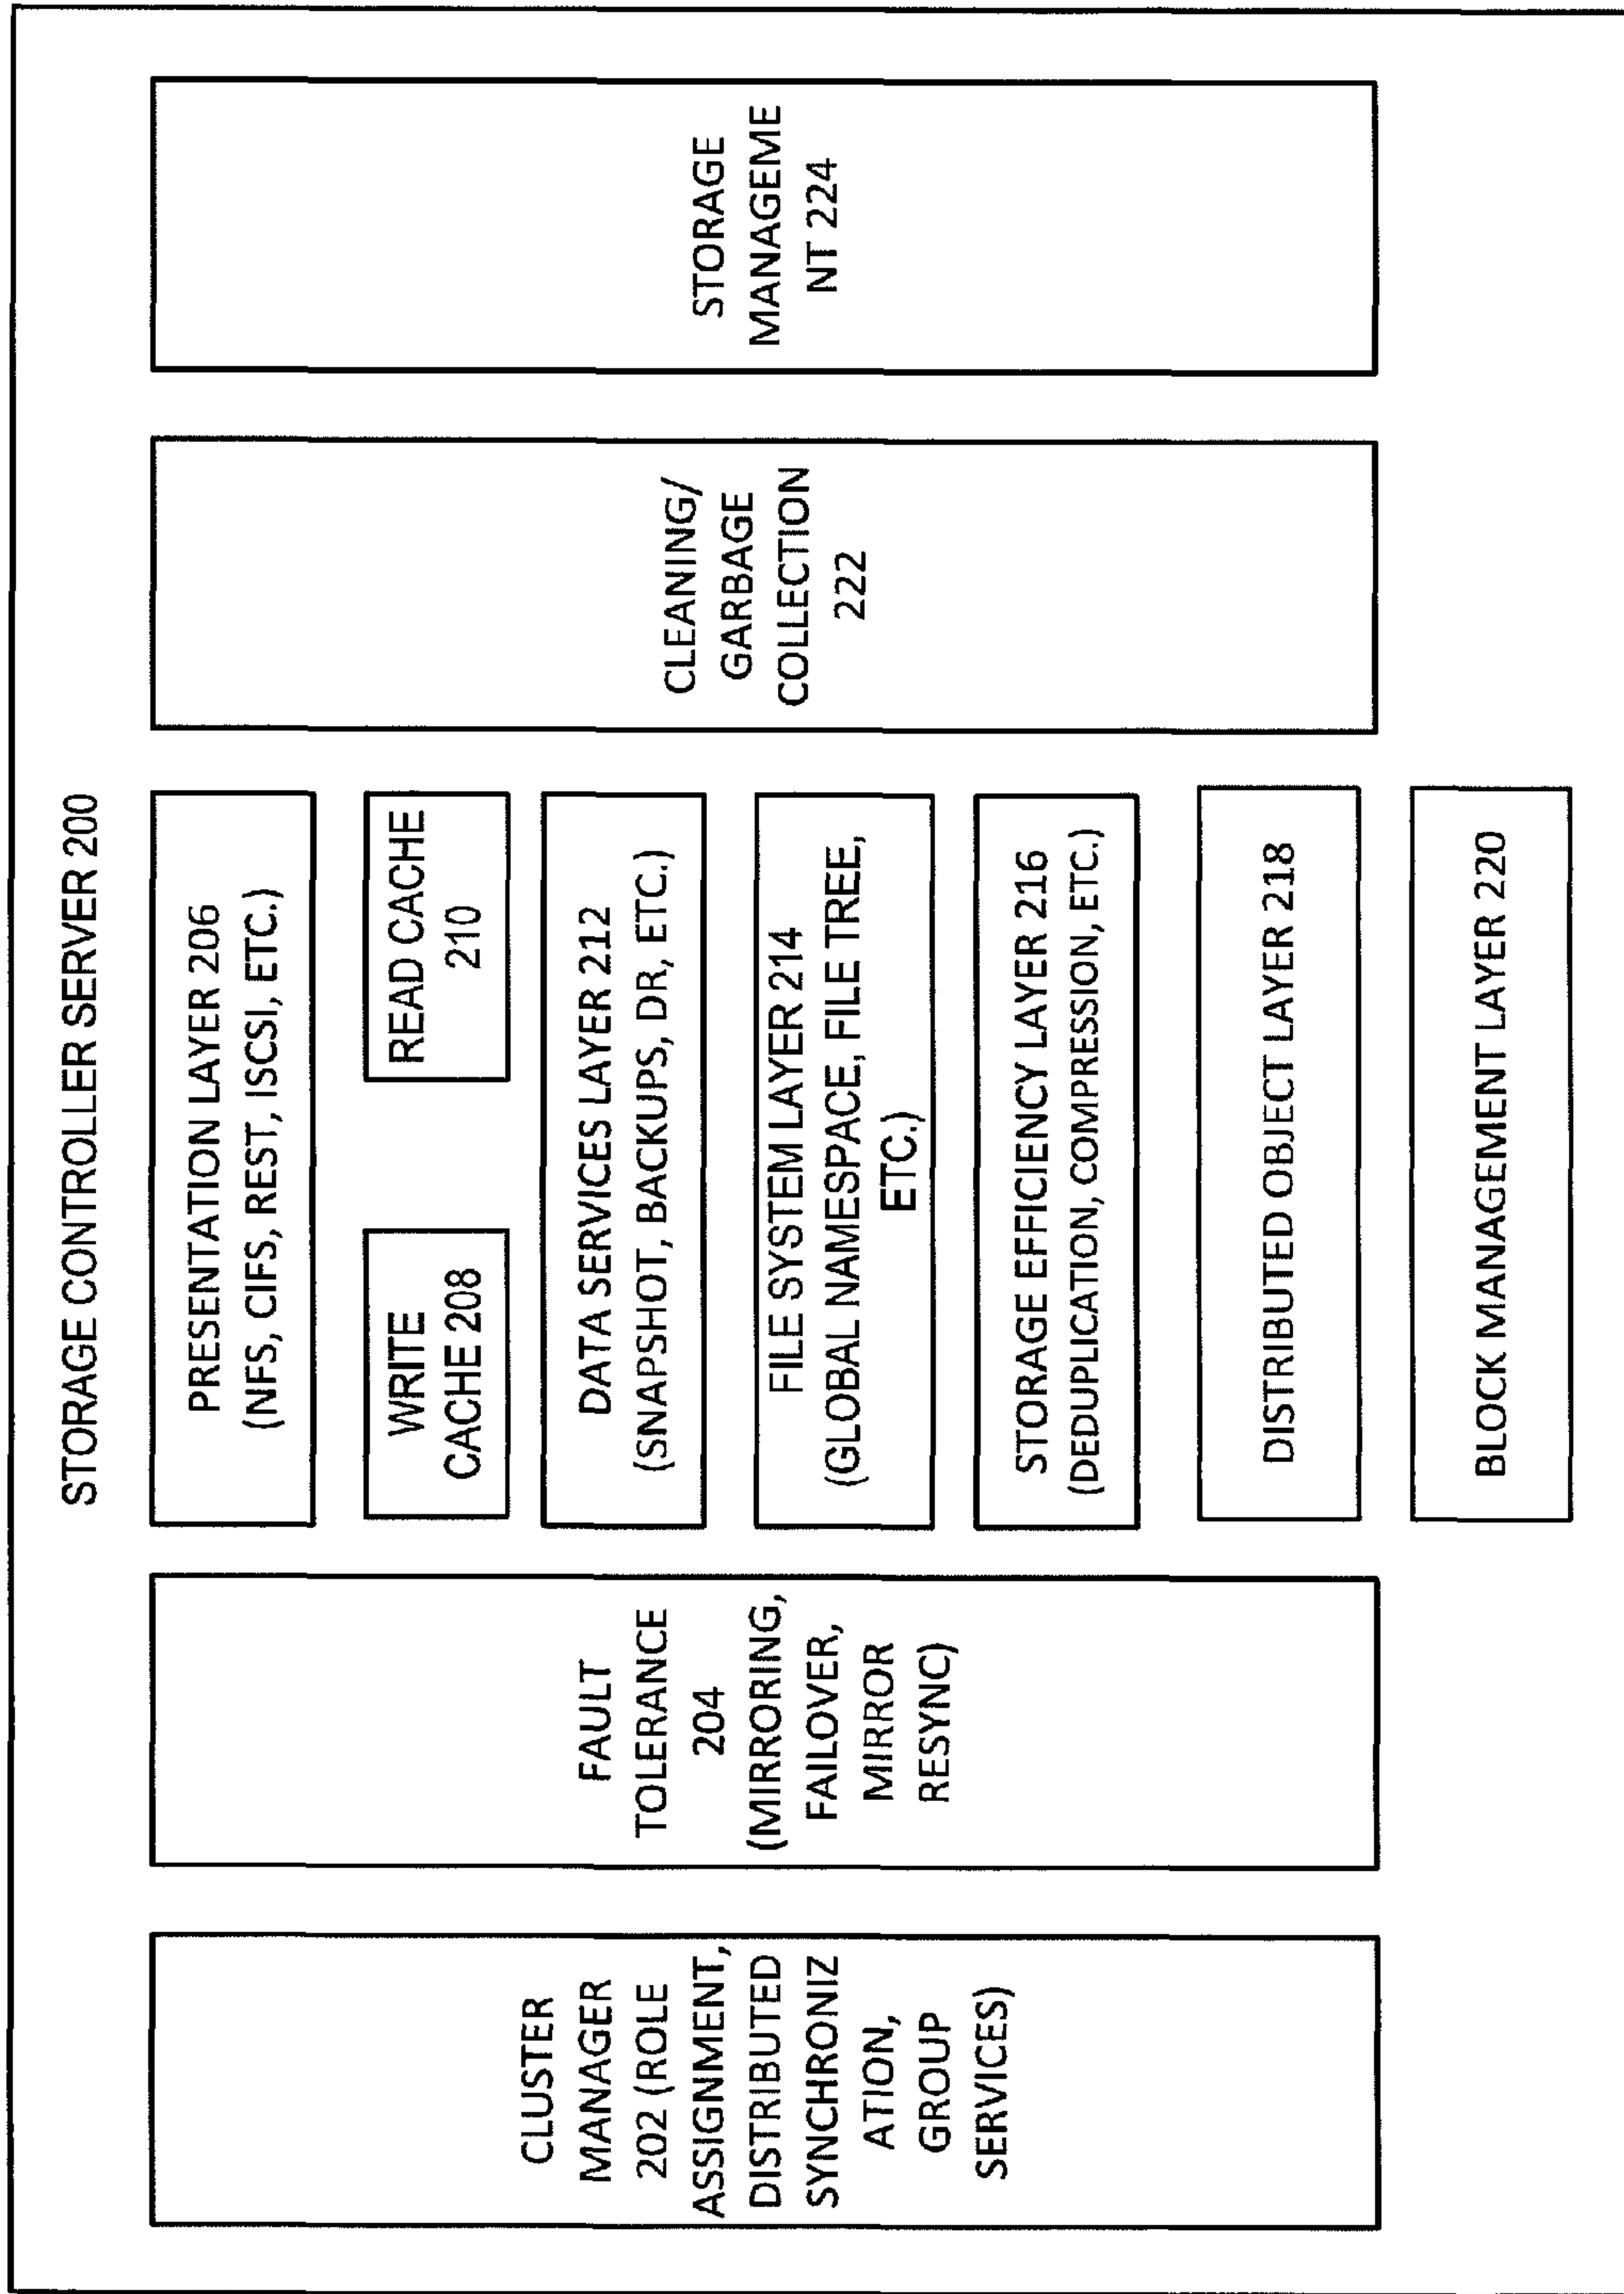 STORAGE CONTROLLER SERVER 200
CLUSTER
MANAGER
202 (ROLE
ASSIGNMENT,
DISTRIBUTED
SYNCHRONIZ
ATION,
GROUP
SERVICES)
FAULT
TOLERANCE
204
(MIRRORING,
FAILOVER,
MIRROR
RESYNC)
PRESENTATION LAYER 206
(NFS, CIFS, REST, ISCSI, ETC.)
WRITE
CACHE 208
READ CACHE
210
DATA SERVICES LAYER 212
(SNAPSHOT, BACKUPS, DR, ETC.)
FILE SYSTEM LAYER 214
(GLOBAL NAMESPACE, FILE TREE,
ETC.)
STORAGE EFFICIENCY LAYER 216
(DEDUPLICATION, COMPRESSION, ETC.)
DISTRIBUTED OBJECT LAYER 218
BLOCK MANAGEMENT LAYER 220
CLEANING/
GARBAGE
COLLECTION
222
STORAGE
MANAGEME
NT 224